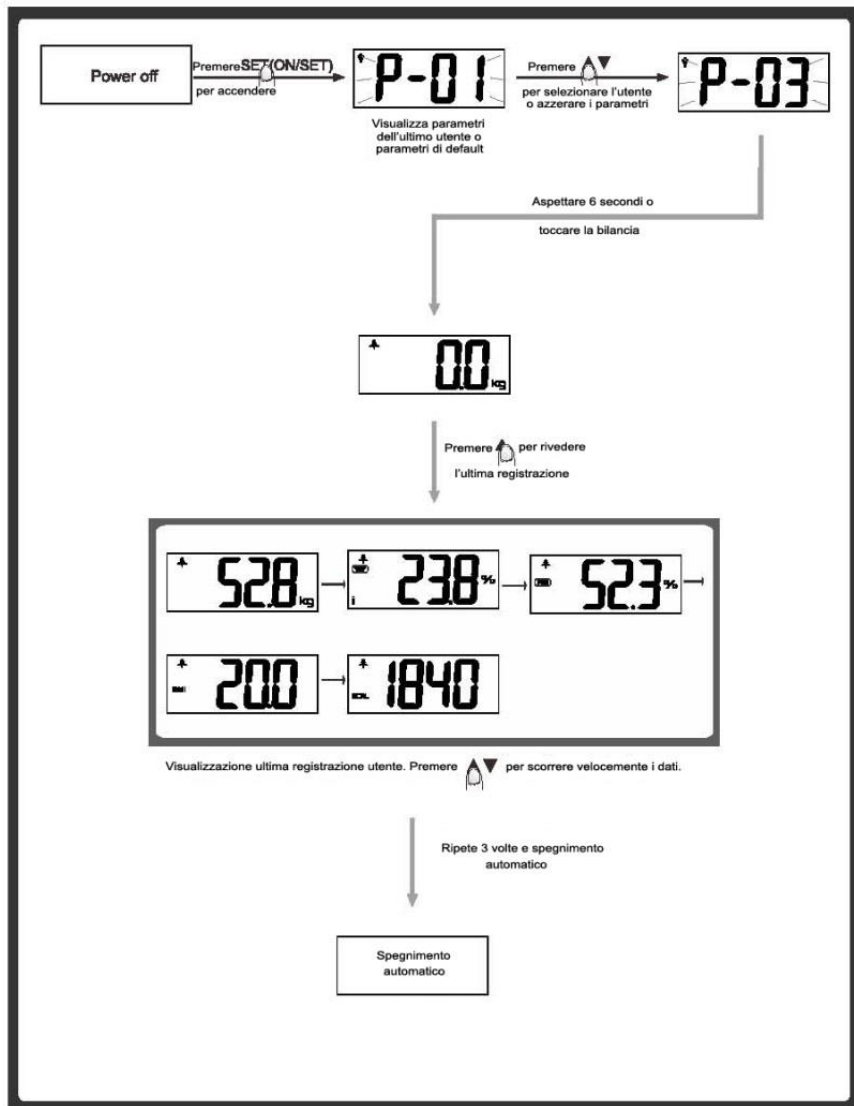 Power off
Premere SET(ON/SET)
per accendere
P-01
Premere ▲▼
per selezionare l'utente
o azzerare i parametri
P-03
Visualizza parametri
dell'ultimo utente o
parametri di default
Aspettare 6 secondi o
toccare la bilancia
0.0 kg
Premere ▲ per rivedere
l'ultima registrazione
52.8 kg
23.8 %
52.3 %
20.0
1840
Visualizzazione ultima registrazione utente. Premere ▲▼ per scorrere velocemente i dati.
Ripete 3 volte e spegnimento
automatico
Spegnimento
automatico